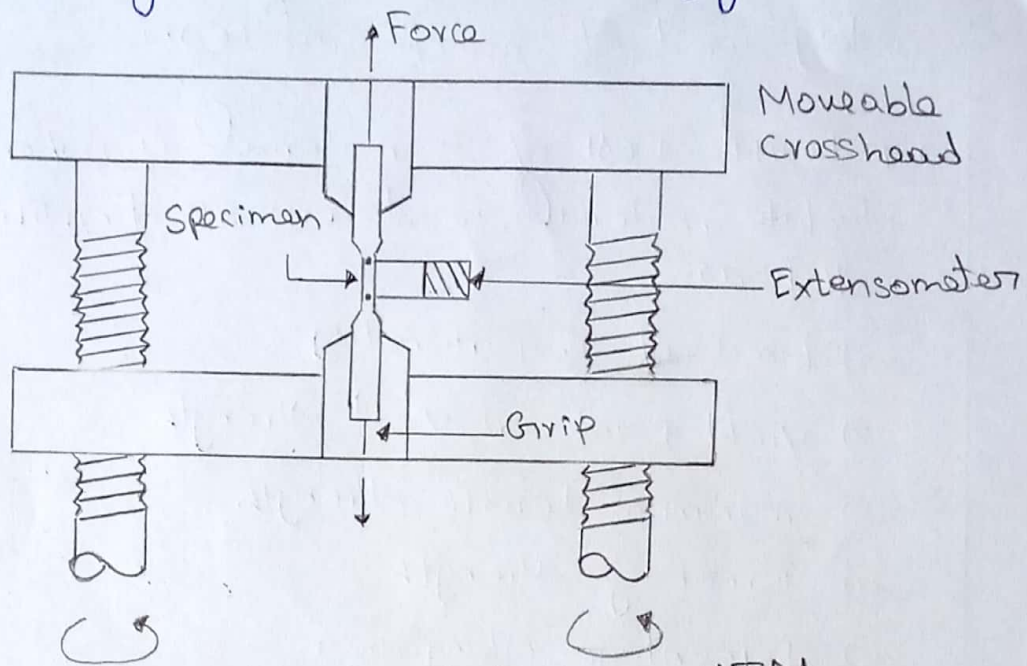 Force
Moveable
crosshead
Specimen
Extensometer
Grip